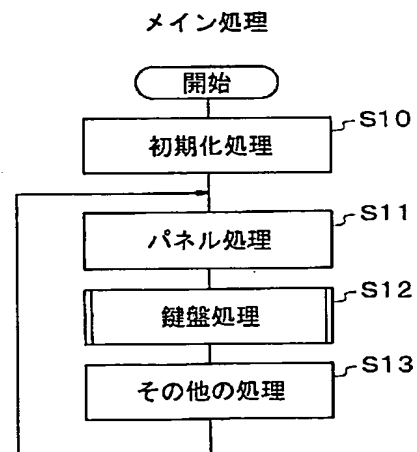 メイン処理
開始
S10
初期化処理
S11
パネル処理
S12
鍵盤処理
S13
その他の処理